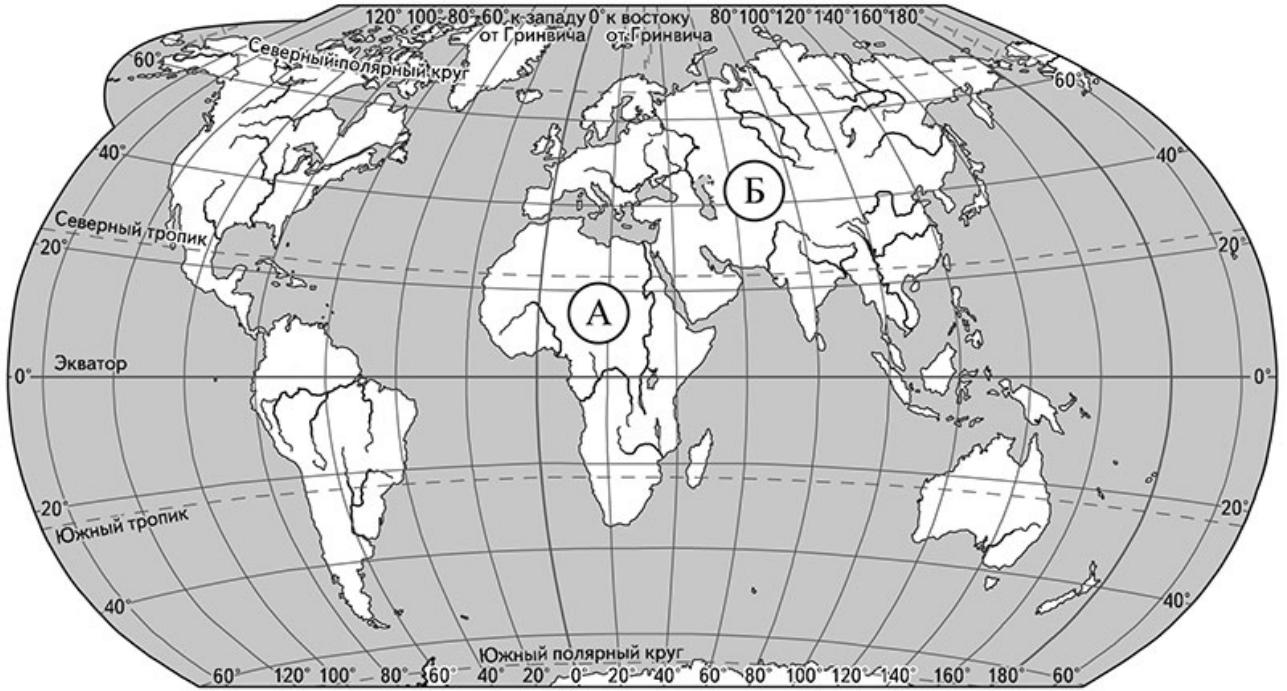 120° 100° 80° 60° к западу 0° к востоку 80° 100° 120° 140° 160° 180°
от Гринвича от Гринвича
Северный полярный круг
60° 60°
40° 40°
Б
Северный тропик
20° 20°
А
Экватор
0° 0°
20° 20°
Южный тропик
40° 40°
Южный полярный круг
60° 120° 100° 60° 40° 20° 0° 20° 40° 60° 80° 100° 120° 140° 180° 60°